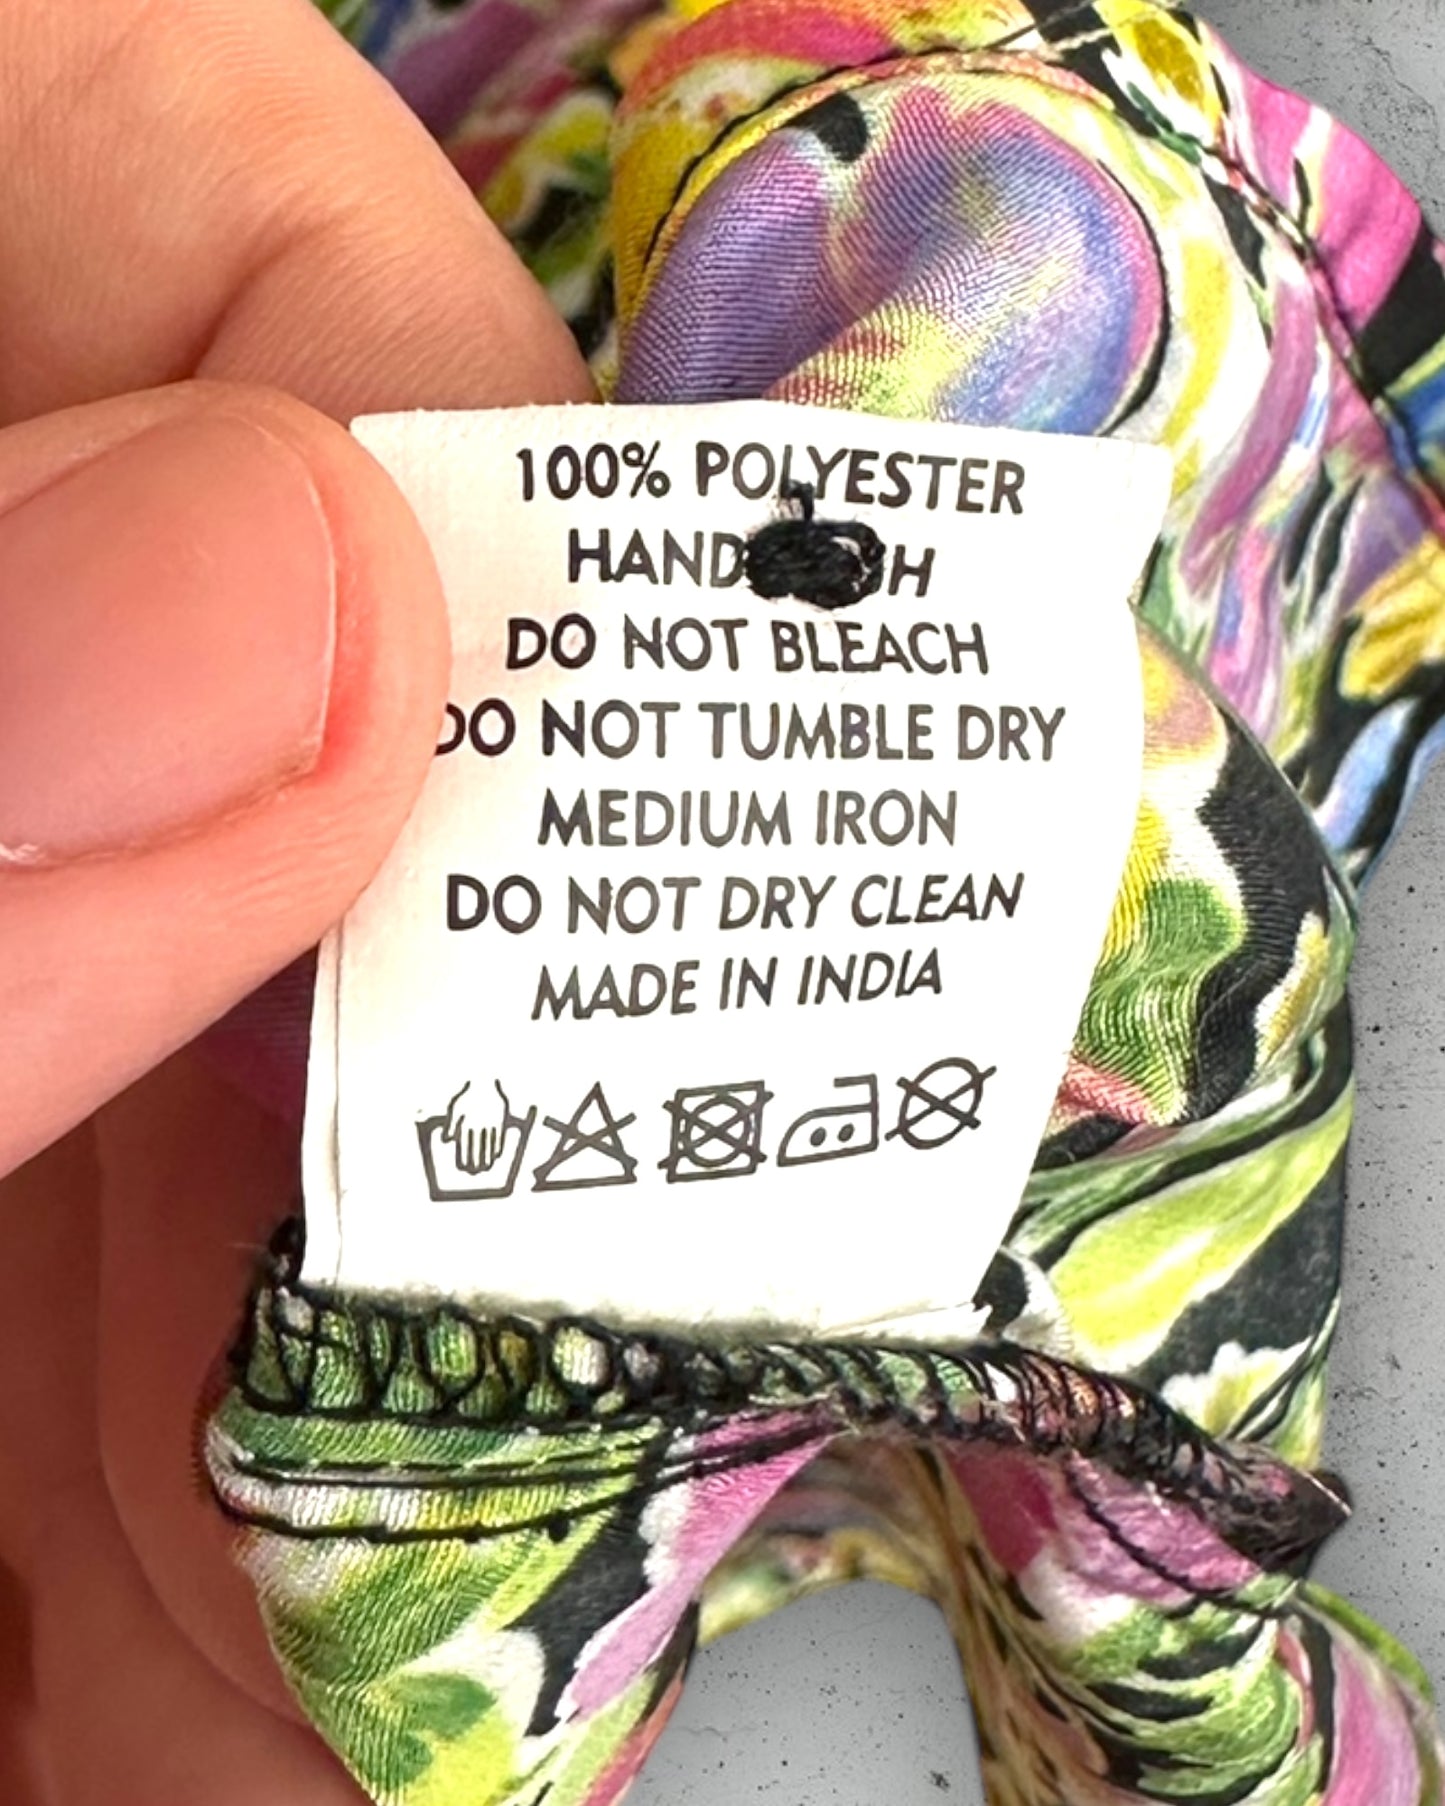 100% POLYESTER
HAND
DO NOT BLEACH
DO NOT TUMBLE DRY
MEDIUM IRON
DO NOT DRY CLEAN
MADE IN INDIA